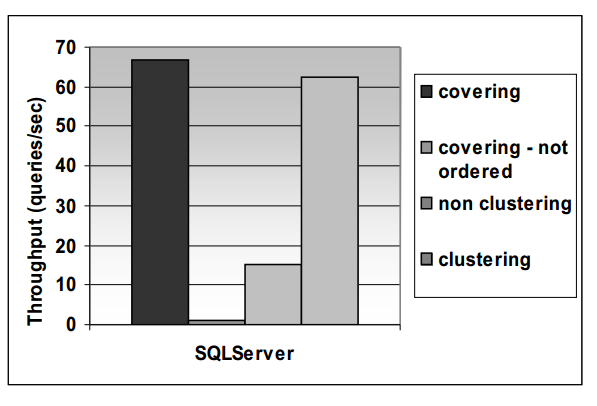 70
60
50
40
30
20
10
0
Throughput (queries/sec)
SQLServer
covering
covering - not
ordered
non clustering
clustering